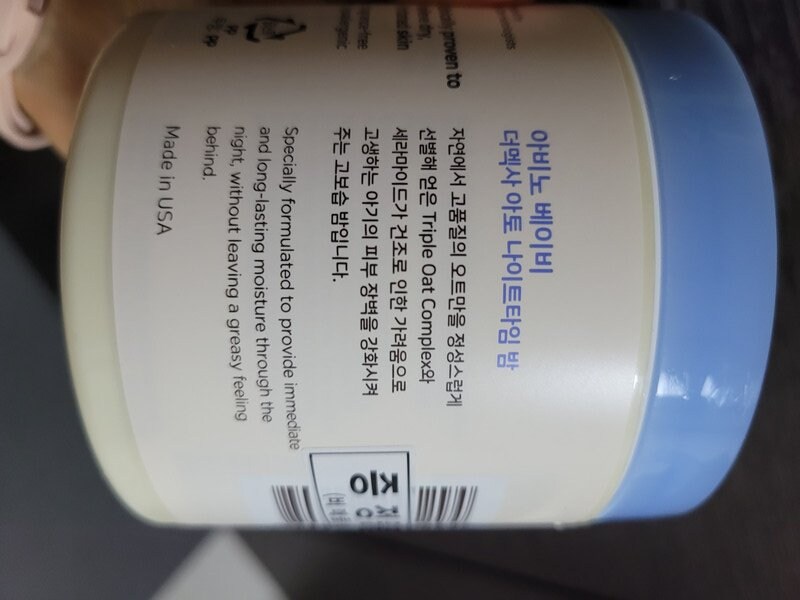 아비노 베이비
더멕사 아토 나이트타임 밤
자연에서 고품질의 오트만을 정성스럽게
선별해 얻은 Triple Oat Complex와
세라마이드가 건조로 인한 가려움으로
고생하는 아기의 피부 장벽을 강화시켜
주는 고보습 밤입니다.
Specially formulated to provide immediate
and long-lasting moisture through the
night, without leaving a greasy feeling
behind.
Made in USA
proven to
skin
PP
증